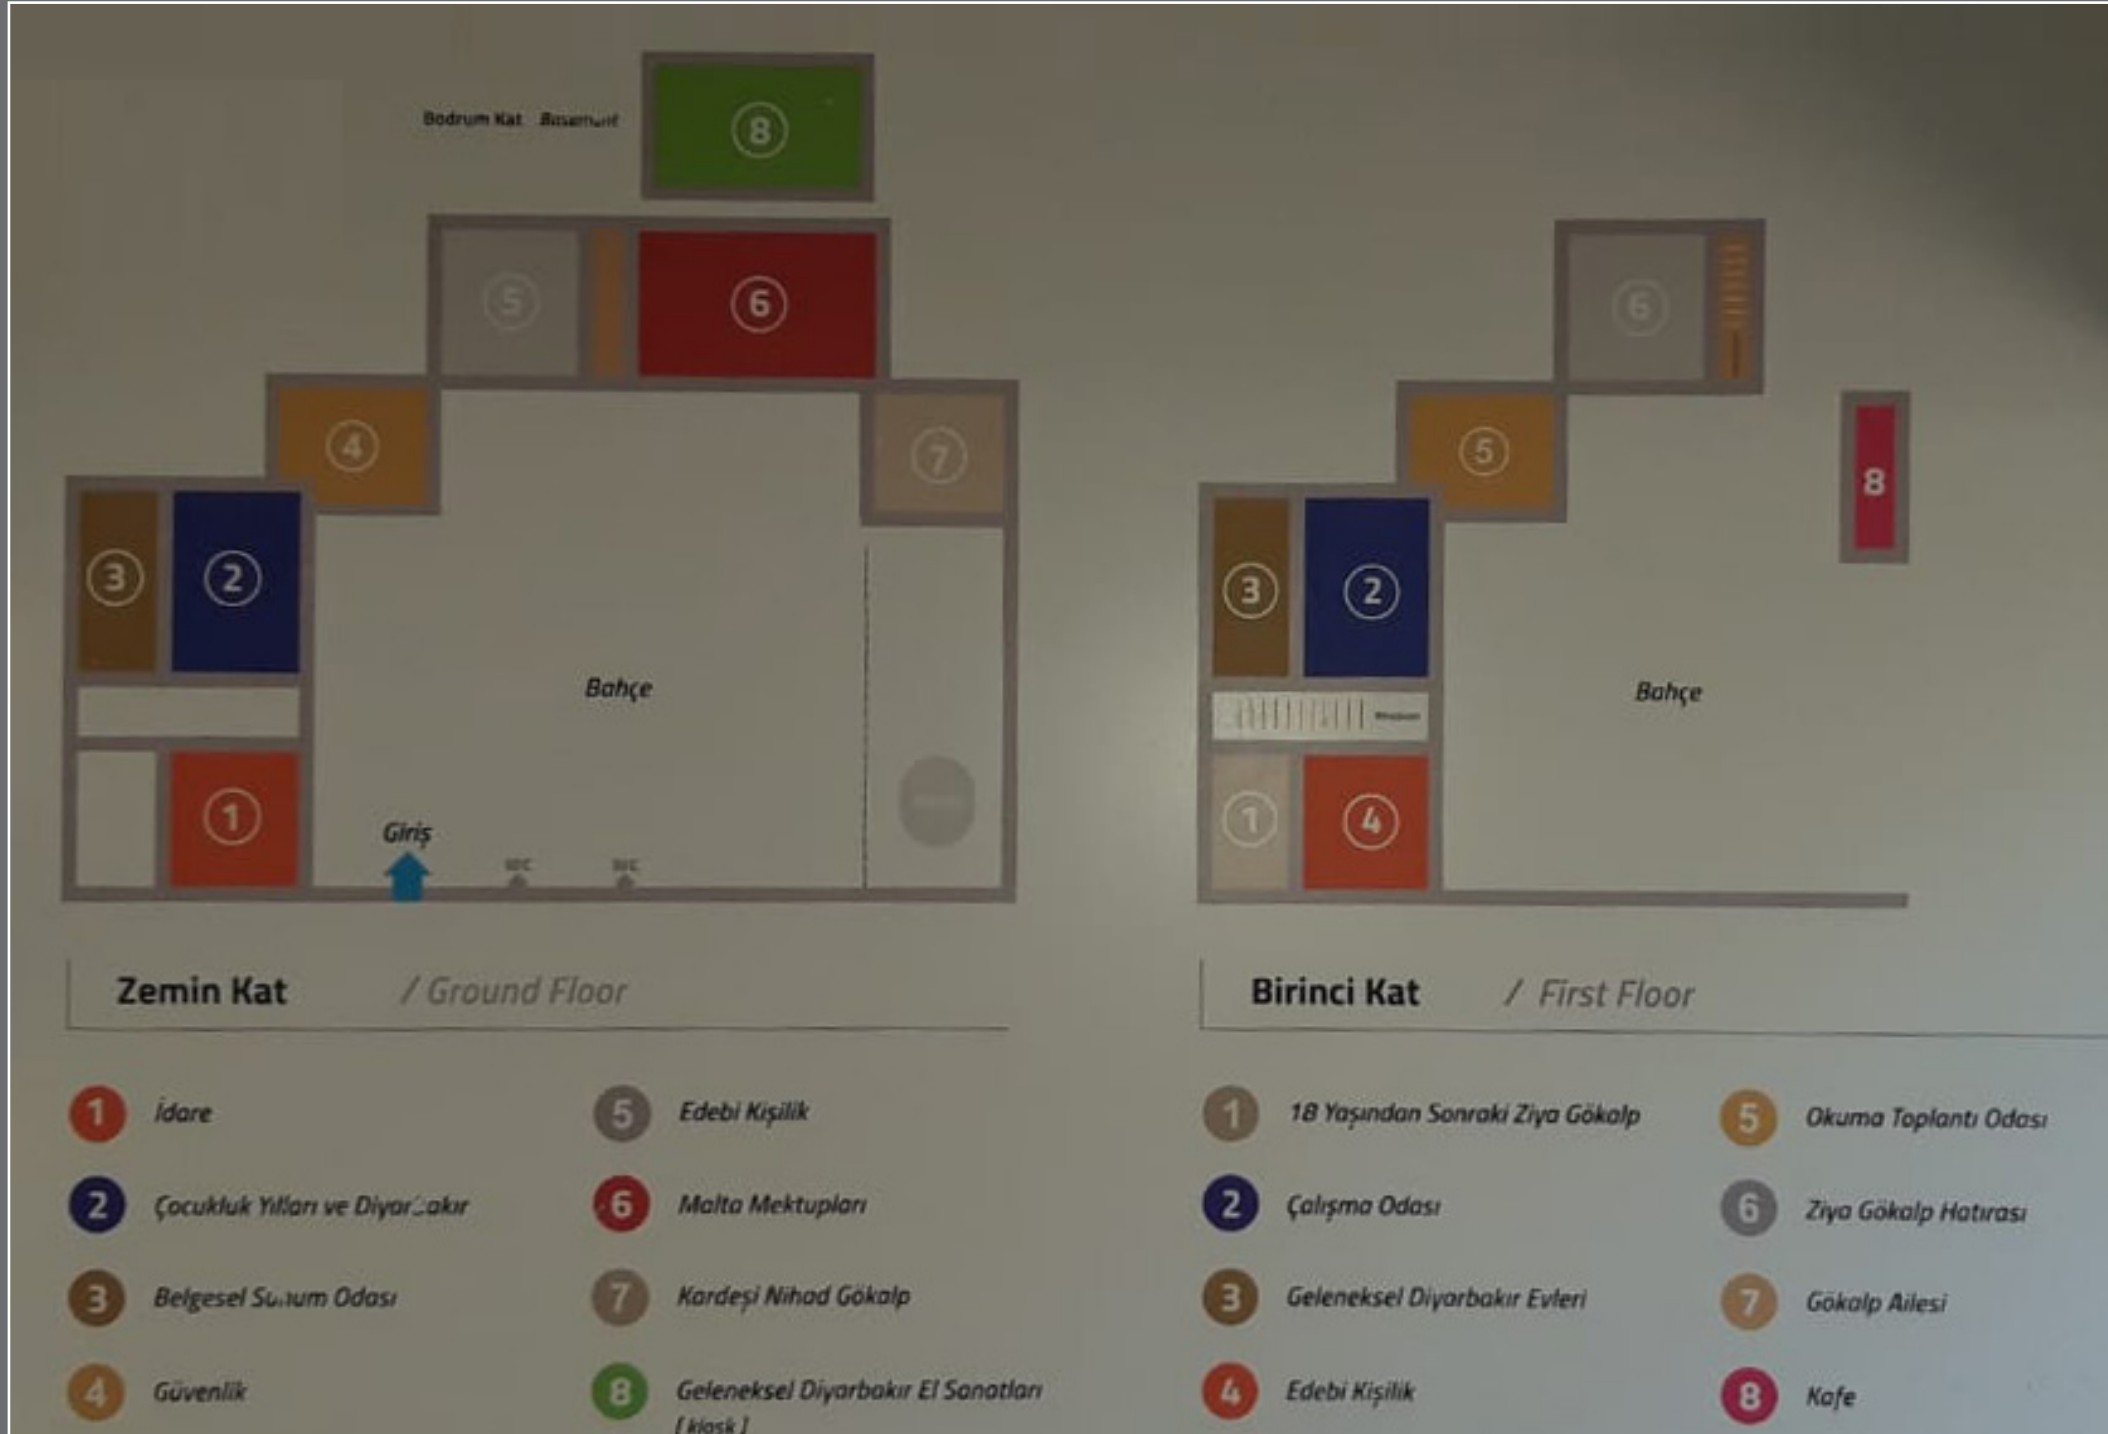 Bodrum Kat Basement
8
5
6
4
7
3
2
1
Bahçe
Giriş
WC
WC
6
5
8
3
2
1
4
Bahçe
Zemin Kat / Ground Floor
1 İdare
2 Çocukluk Yılları ve Diyarbakır
3 Belgesel Sunum Odası
4 Güvenlik
5 Edebi Kişilik
6 Malta Mektupları
7 Kardeşi Nihad Gökalp
8 Geleneksel Diyarbakır El Sanatları
[kiosk]
Birinci Kat / First Floor
1 18 Yaşından Sonraki Ziya Gökalp
2 Çalışma Odası
3 Geleneksel Diyarbakır Evleri
4 Edebi Kişilik
5 Okuma Toplantı Odası
6 Ziya Gökalp Hatırası
7 Gökalp Ailesi
8 Kafe